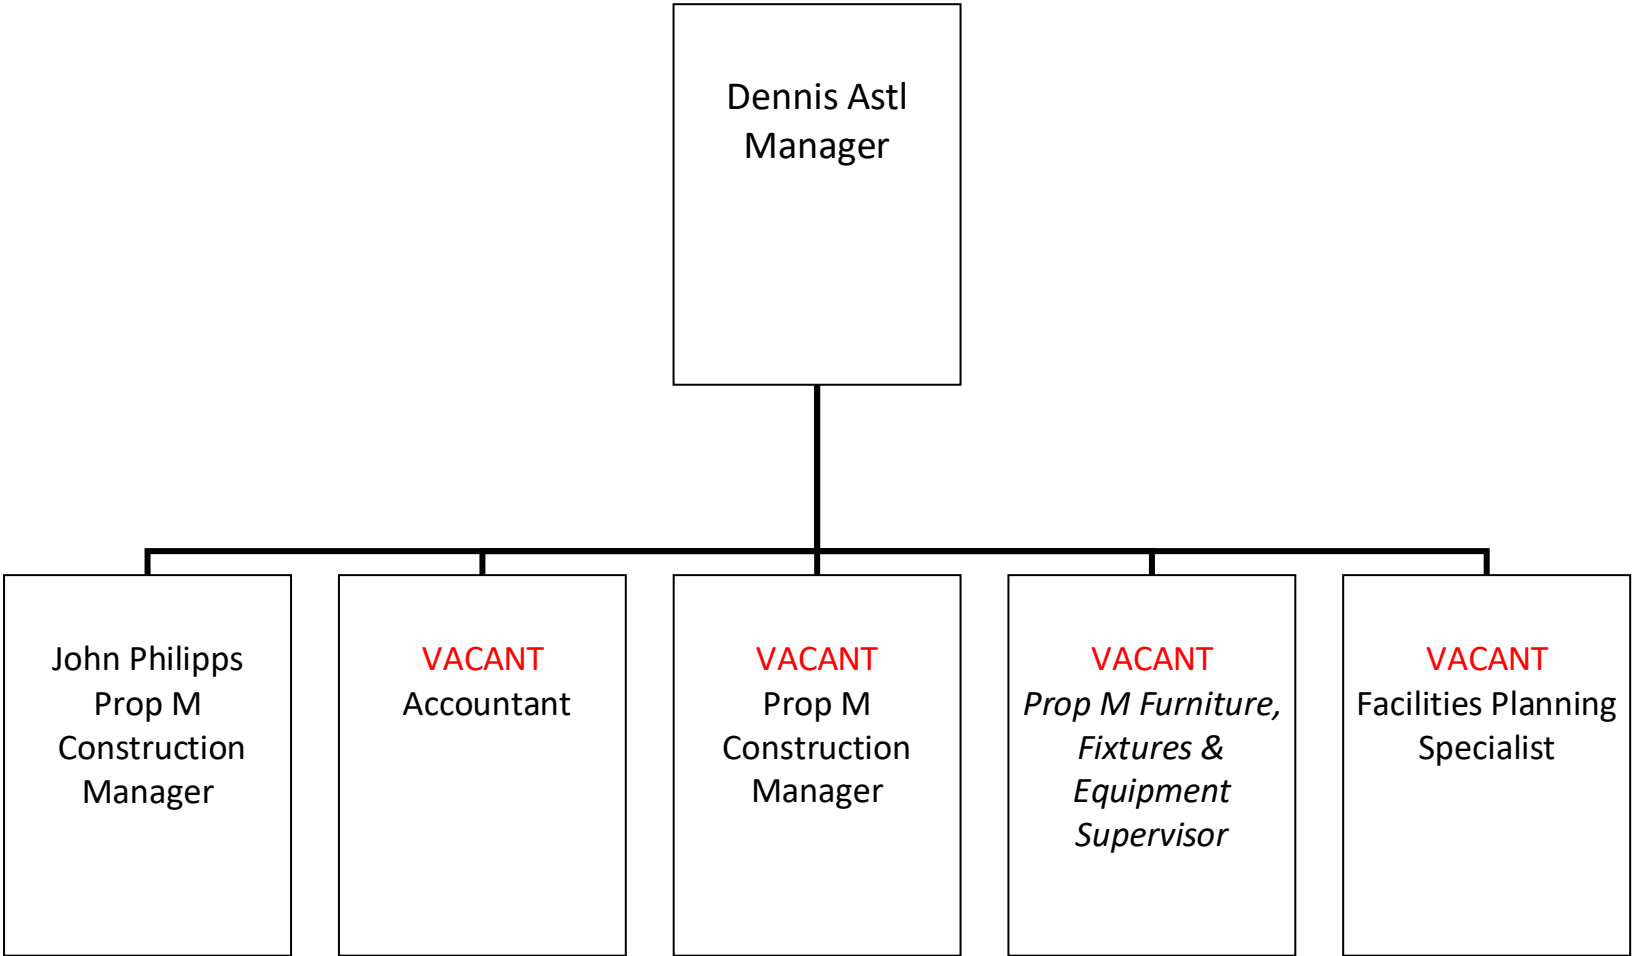 Dennis Astl
Manager
John Philipps
Prop M
Construction
Manager
VACANT
Accountant
VACANT
Prop M
Construction
Manager
VACANT
Prop M Furniture,
Fixtures &
Equipment
Supervisor
VACANT
Facilities Planning
Specialist